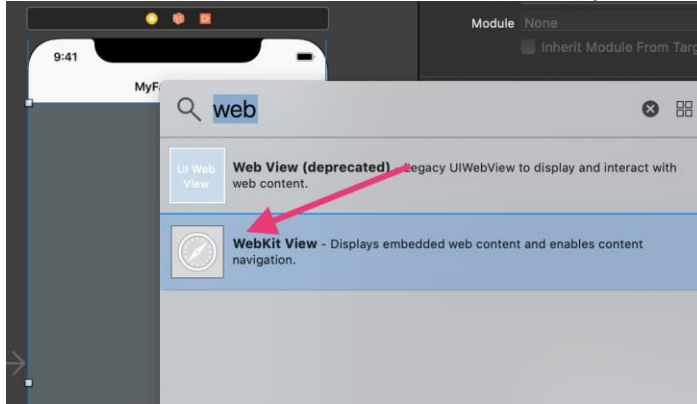 Module None
Inherit Module From Targ
9:41
MyFa
web
UI Web
View
Web View (deprecated) - Legacy UIWebView to display and interact with
web content.
WebKit View - Displays embedded web content and enables content
navigation.